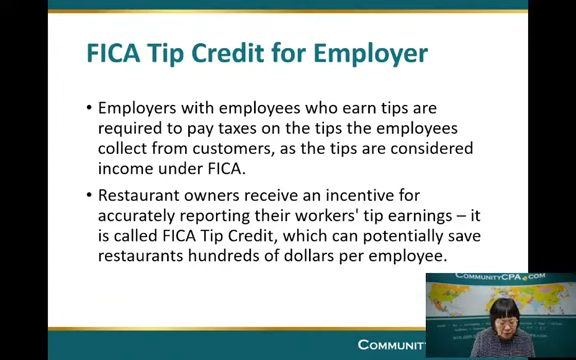 COMMUNITYCPA.COM
FICA Tip Credit for Employer
• Employers with employees who earn tips are
required to pay taxes on the tips the employees
collect from customers, as the tips are considered
income under FICA.
• Restaurant owners receive an incentive for
accurately reporting their workers' tip earnings – it
is called FICA Tip Credit, which can potentially save
restaurants hundreds of dollars per employee.
COMMUNITYCPA.COM
COMMUNIT